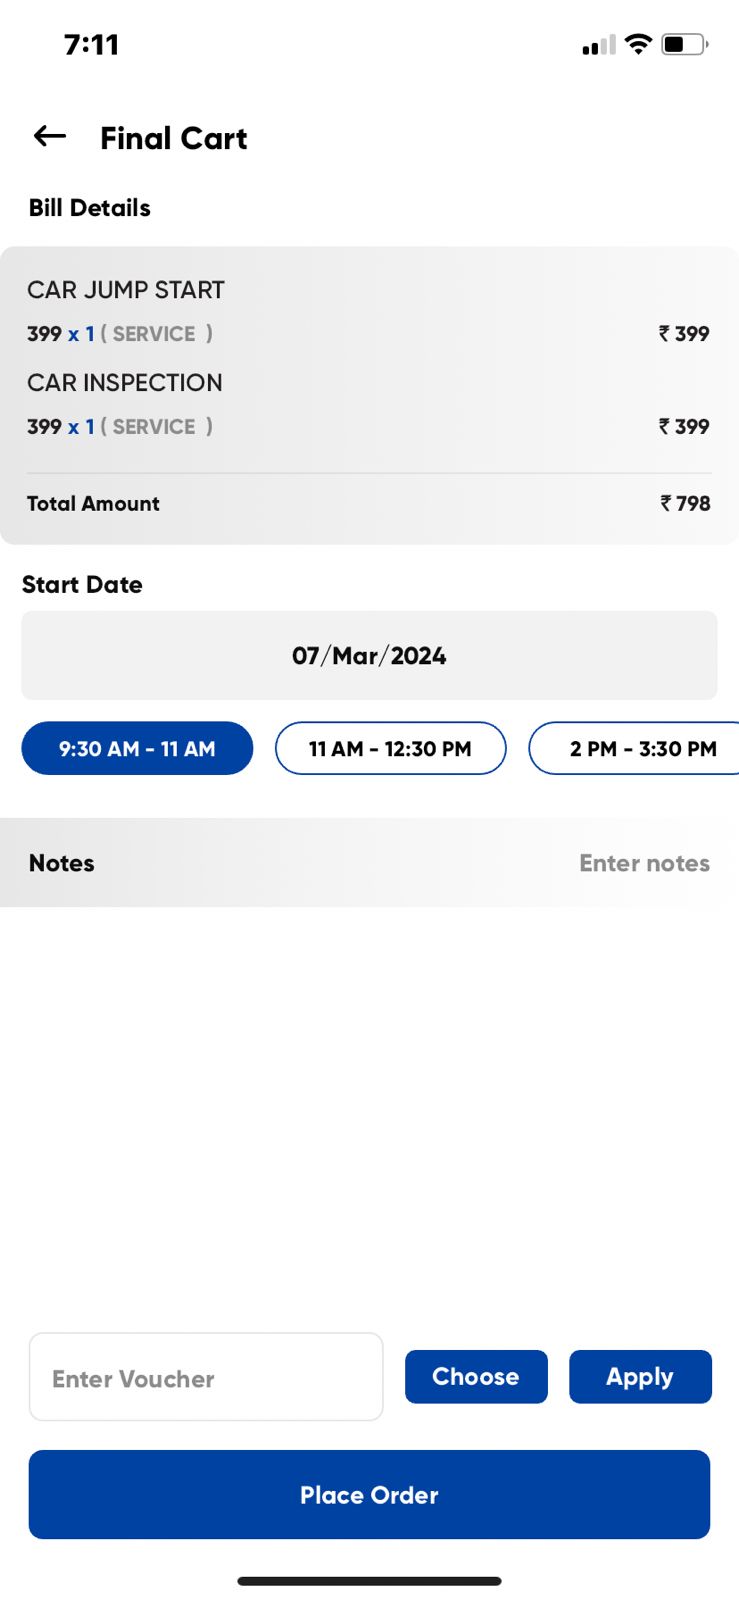 7:11
Final Cart
Bill Details
CAR JUMP START
399 x 1 ( SERVICE ) ₹ 399
CAR INSPECTION
399 x 1 ( SERVICE ) ₹ 399
Total Amount ₹ 798
Start Date
07/Mar/2024
9:30 AM - 11 AM 11 AM - 12:30 PM 2 PM - 3:30 PM
Notes Enter notes
Enter Voucher Choose Apply
Place Order